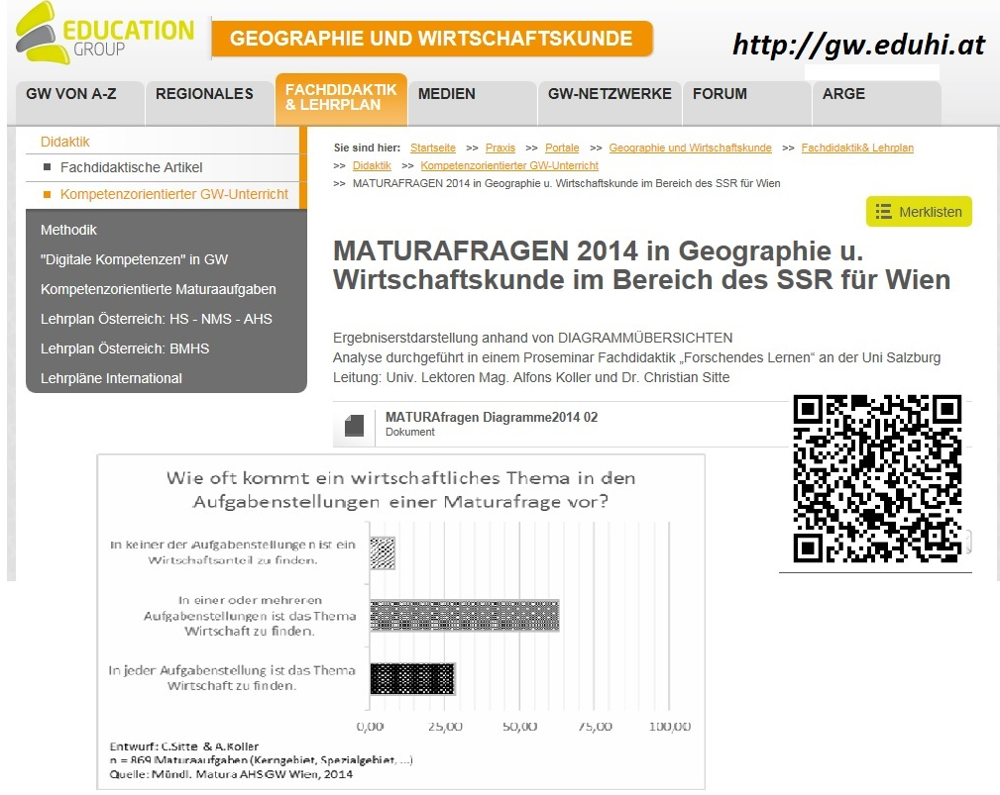 EDUCATION
GROUP
GEOGRAPHIE UND WIRTSCHAFTSKUNDE
http://gw.eduhi.at
GW VON A-Z
REGIONALES
FACHDIDAKTIK
& LEHRPLAN
MEDIEN
GW-NETZWERKE
FORUM
ARGE
Didaktik
Fachdidaktische Artikel
Kompetenzorientierter GW-Unterricht
Methodik
"Digitale Kompetenzen" in GW
Kompetenzorientierte Maturaaufgaben
Lehrplan Österreich: HS - NMS - AHS
Lehrplan Österreich: BMHS
Lehrpläne International
Sie sind hier: Startseite >> Praxis >> Portale >> Geographie und Wirtschaftskunde >> Fachdidaktik& Lehrplan
>> Didaktik >> Kompetenzorientierter GW-Unterricht
>> MATURAFRAGEN 2014 in Geographie u. Wirtschaftskunde im Bereich des SSR für Wien
Merklisten
MATURAFRAGEN 2014 in Geographie u.
Wirtschaftskunde im Bereich des SSR für Wien
Ergebniserstdarstellung anhand von DIAGRAMMÜBERSICHTEN
Analyse durchgeführt in einem Proseminar Fachdidaktik „Forschendes Lernen“ an der Uni Salzburg
Leitung: Univ. Lektoren Mag. Alfons Koller und Dr. Christian Sitte
MATURAfragen Diagramme2014 02
Dokument
Wie oft kommt ein wirtschaftliches Thema in den
Aufgabenstellungen einer Maturafrage vor?
In keiner der Aufgabenstellungen ist ein
Wirtschaftsanteil zu finden.
In einer oder mehreren
Aufgabenstellungen ist das Thema
Wirtschaft zu finden.
In jeder Aufgabenstellung ist das Thema
Wirtschaft zu finden.
0,00 25,00 50,00 75,00 100,00
Entwurf: C.Sitte & A.Koller
n = 869 Maturaaufgaben (Kerngebiet, Spezialgebiet, ...)
Quelle: Mündl. Matura AHS GW Wien, 2014